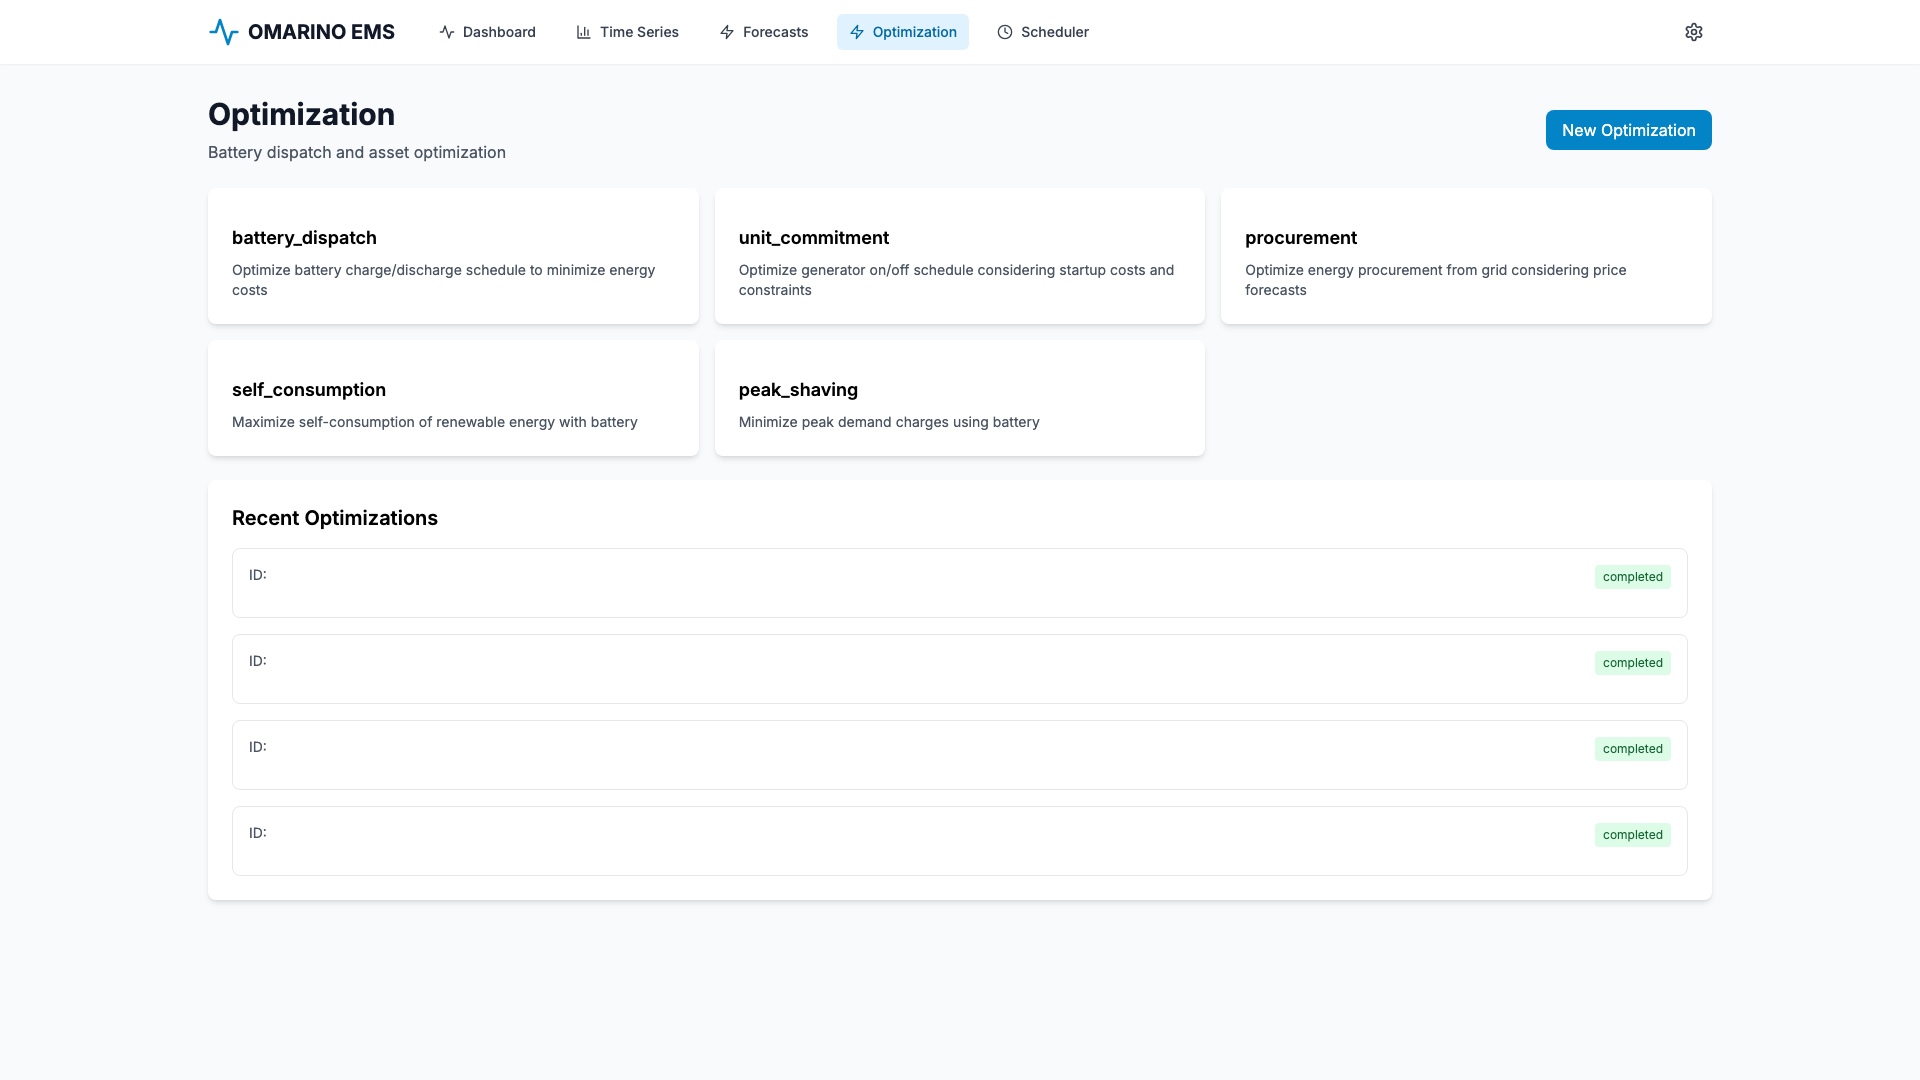 OMARINO EMS
Dashboard
Time Series
Forecasts
Optimization
Scheduler
Optimization
Battery dispatch and asset optimization
New Optimization
battery_dispatch
Optimize battery charge/discharge schedule to minimize energy
costs
unit_commitment
Optimize generator on/off schedule considering startup costs and
constraints
procurement
Optimize energy procurement from grid considering price
forecasts
self_consumption
Maximize self-consumption of renewable energy with battery
peak_shaving
Minimize peak demand charges using battery
Recent Optimizations
ID:
completed
ID:
completed
ID:
completed
ID:
completed